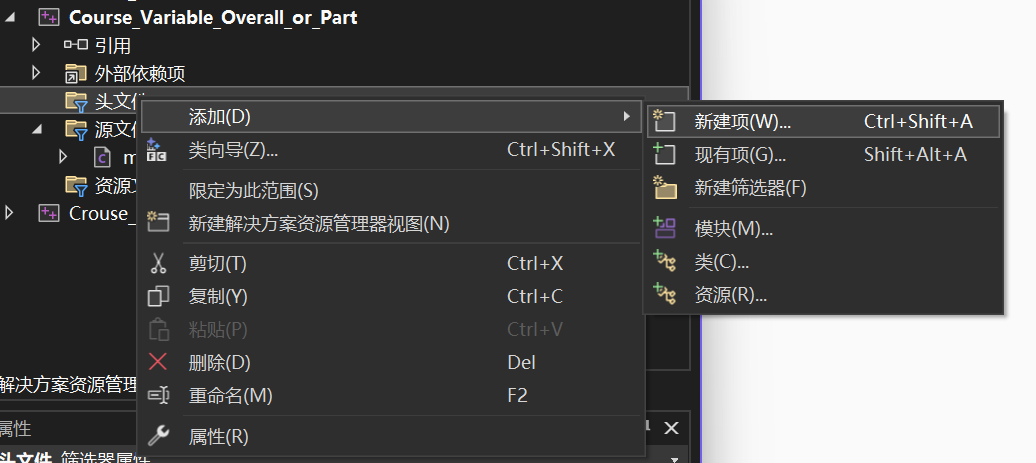 Course_Variable_Overall_or_Part
引用
外部依赖项
头文件
源文件
m
资源文
Crouse_
添加(D)
类向导(Z)... Ctrl+Shift+X
限定为此范围(S)
新建解决方案资源管理器视图(N)
剪切(T) Ctrl+X
复制(Y) Ctrl+C
粘贴(P) Ctrl+V
删除(D) Del
重命名(M) F2
属性(R)
新建项(W)... Ctrl+Shift+A
现有项(G)... Shift+Alt+A
新建筛选器(F)
模块(M)...
类(C)...
资源(R)...
解决方案资源管理
属性
头文件 筛选器属性